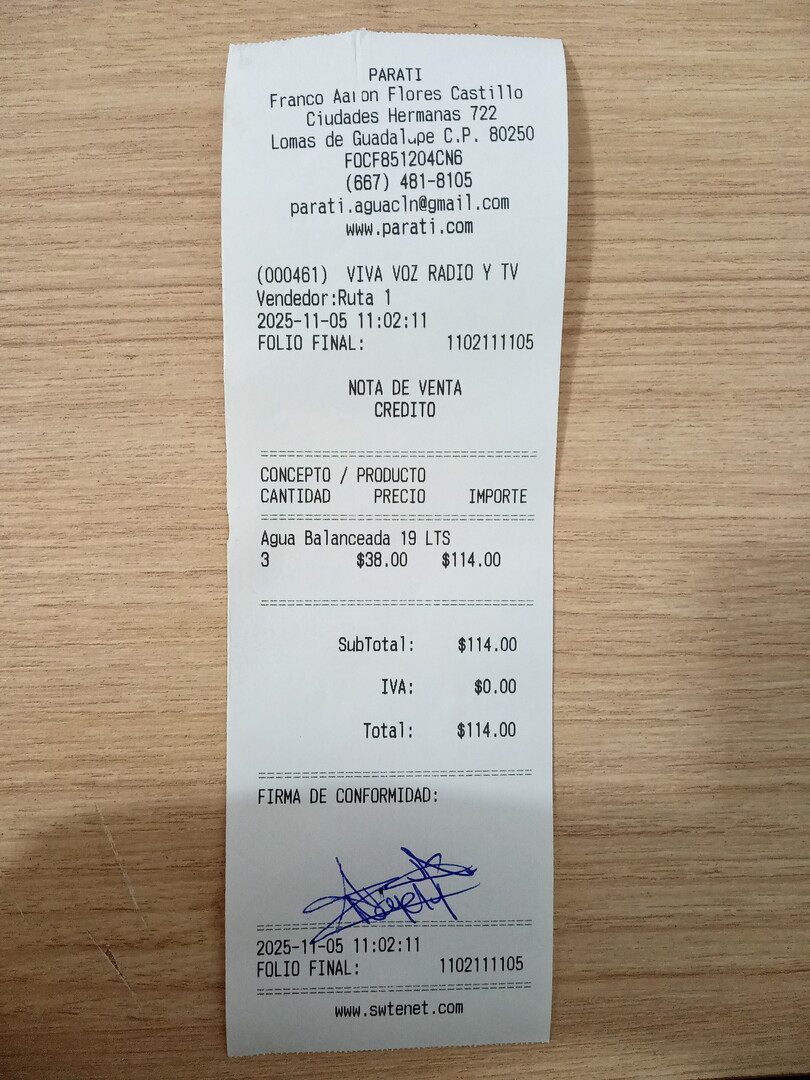 PARATI
Franco Aaron Flores Castillo
Ciudades Hermanas 722
Lomas de Guadalupe C.P. 80250
FOCF851204CN6
(667) 481-8105
parati.aguacln@gmail.com
www.parati.com
(000461) VIVA VOZ RADIO Y TV
Vendedor:Ruta 1
2025-11-05 11:02:11
FOLIO FINAL: 1102111105
NOTA DE VENTA
CREDITO
================================
CONCEPTO / PRODUCTO
CANTIDAD PRECIO IMPORTE
================================
Agua Balanceada 19 LTS
3 $38.00 $114.00
================================
SubTotal: $114.00
IVA: $0.00
Total: $114.00
================================
FIRMA DE CONFORMIDAD:
================================
2025-11-05 11:02:11
FOLIO FINAL: 1102111105
================================
www.swtenet.com